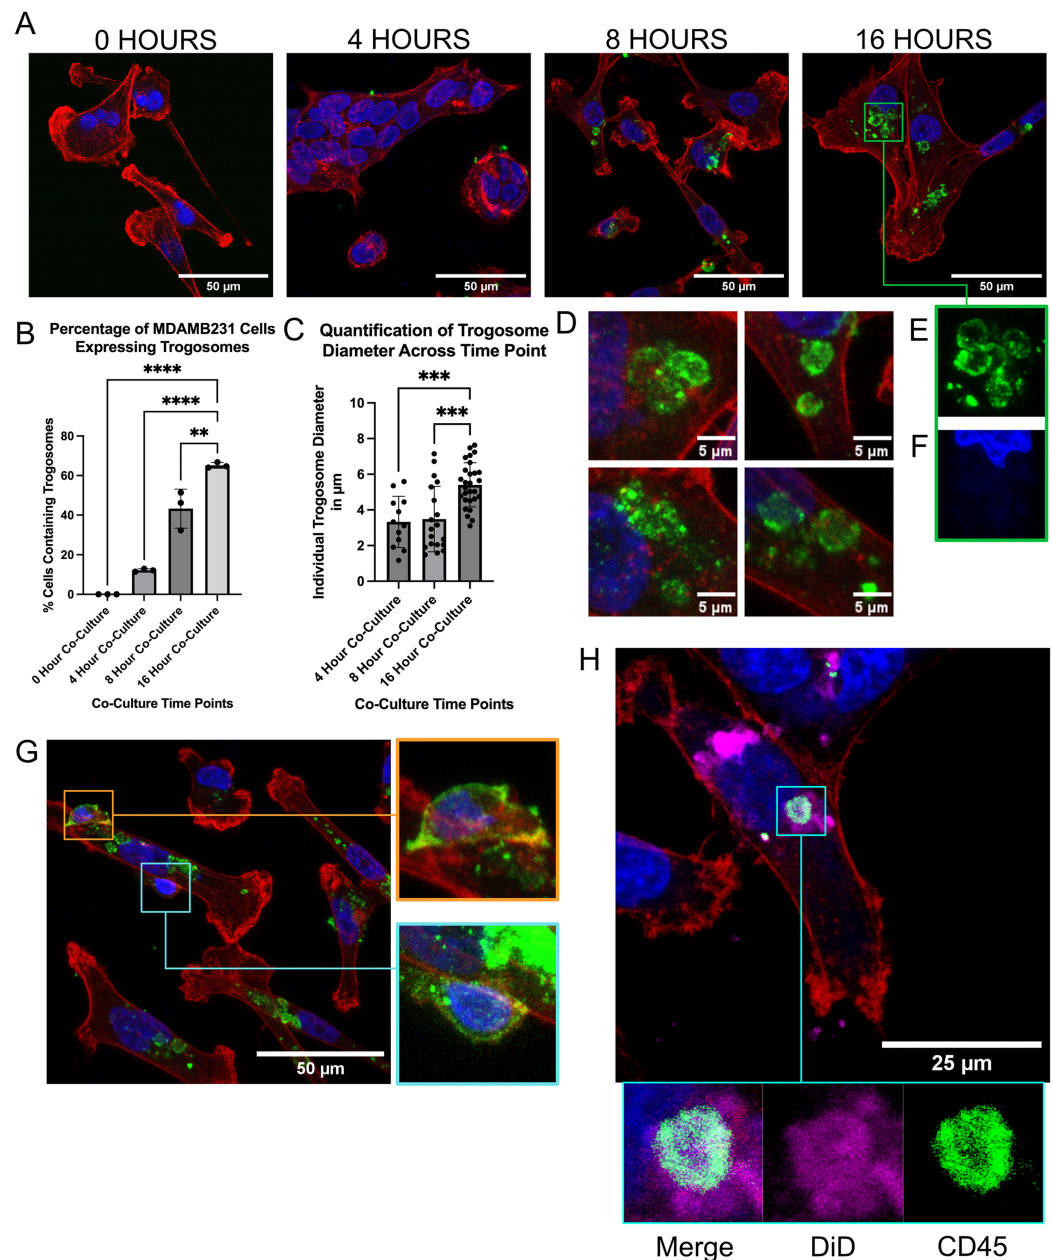 A
0 HOURS
4 HOURS
8 HOURS
16 HOURS
50 µm
50 µm
50 µm
50 µm
B
Percentage of MDAMB231 Cells
Expressing Trogosomes
****
****
**
% Cells Containing Trogosomes
80
60
40
20
0
0 Hour Co-Culture
4 Hour Co-Culture
8 Hour Co-Culture
16 Hour Co-Culture
Co-Culture Time Points
C
Quantification of Trogosome
Diameter Across Time Point
***
***
Individual Trogosome Diameter
in µm
10
8
6
4
2
0
4 Hour Co-Culture
8 Hour Co-Culture
16 Hour Co-Culture
Co-Culture Time Points
D
5 µm
5 µm
5 µm
5 µm
E
F
G
50 µm
H
25 µm
Merge
DiD
CD45